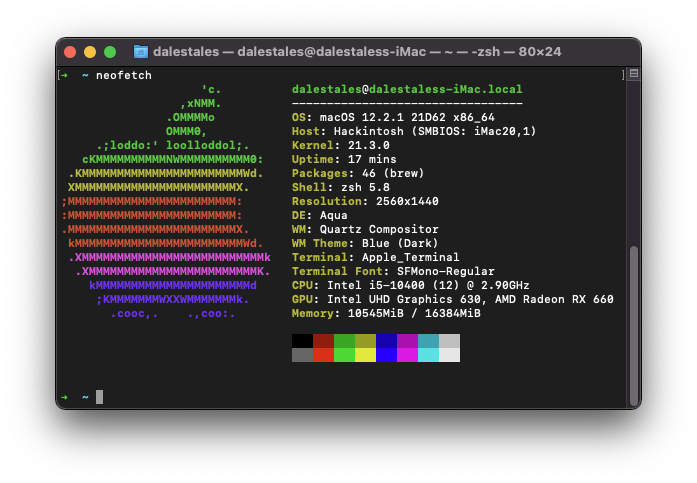 dalestales — dalestales@dalestaless-iMac — ~ — -zsh — 80×24
[➜  ~ neofetch ]
                    'c.          dalestales@dalestaless-iMac.local
                 ,xNMM.          ---------------------------------
               .OMMMMo           OS: macOS 12.2.1 21D62 x86_64
               OMMM0,            Host: Hackintosh (SMBIOS: iMac20,1)
     .;loddo:' loolloddol;.      Kernel: 21.3.0
   cKMMMMMMMMMMNWMMMMMMMMMM0:    Uptime: 17 mins
 .KMMMMMMMMMMMMMMMMMMMMMMMWd.    Packages: 46 (brew)
 XMMMMMMMMMMMMMMMMMMMMMMMX.      Shell: zsh 5.8
;MMMMMMMMMMMMMMMMMMMMMMMM:       Resolution: 2560x1440
:MMMMMMMMMMMMMMMMMMMMMMMM:       DE: Aqua
.MMMMMMMMMMMMMMMMMMMMMMMMX.      WM: Quartz Compositor
 kMMMMMMMMMMMMMMMMMMMMMMMMWd.    WM Theme: Blue (Dark)
 .XMMMMMMMMMMMMMMMMMMMMMMMMMMk   Terminal: Apple_Terminal
  .XMMMMMMMMMMMMMMMMMMMMMMMMK.   Terminal Font: SFMono-Regular
    kMMMMMMMMMMMMMMMMMMMMMMd     CPU: Intel i5-10400 (12) @ 2.90GHz
     ;KMMMMMMMWXXWMMMMMMMk.      GPU: Intel UHD Graphics 630, AMD Radeon RX 660
       .cooc,.    .,coo:.        Memory: 10545MiB / 16384MiB
➜  ~